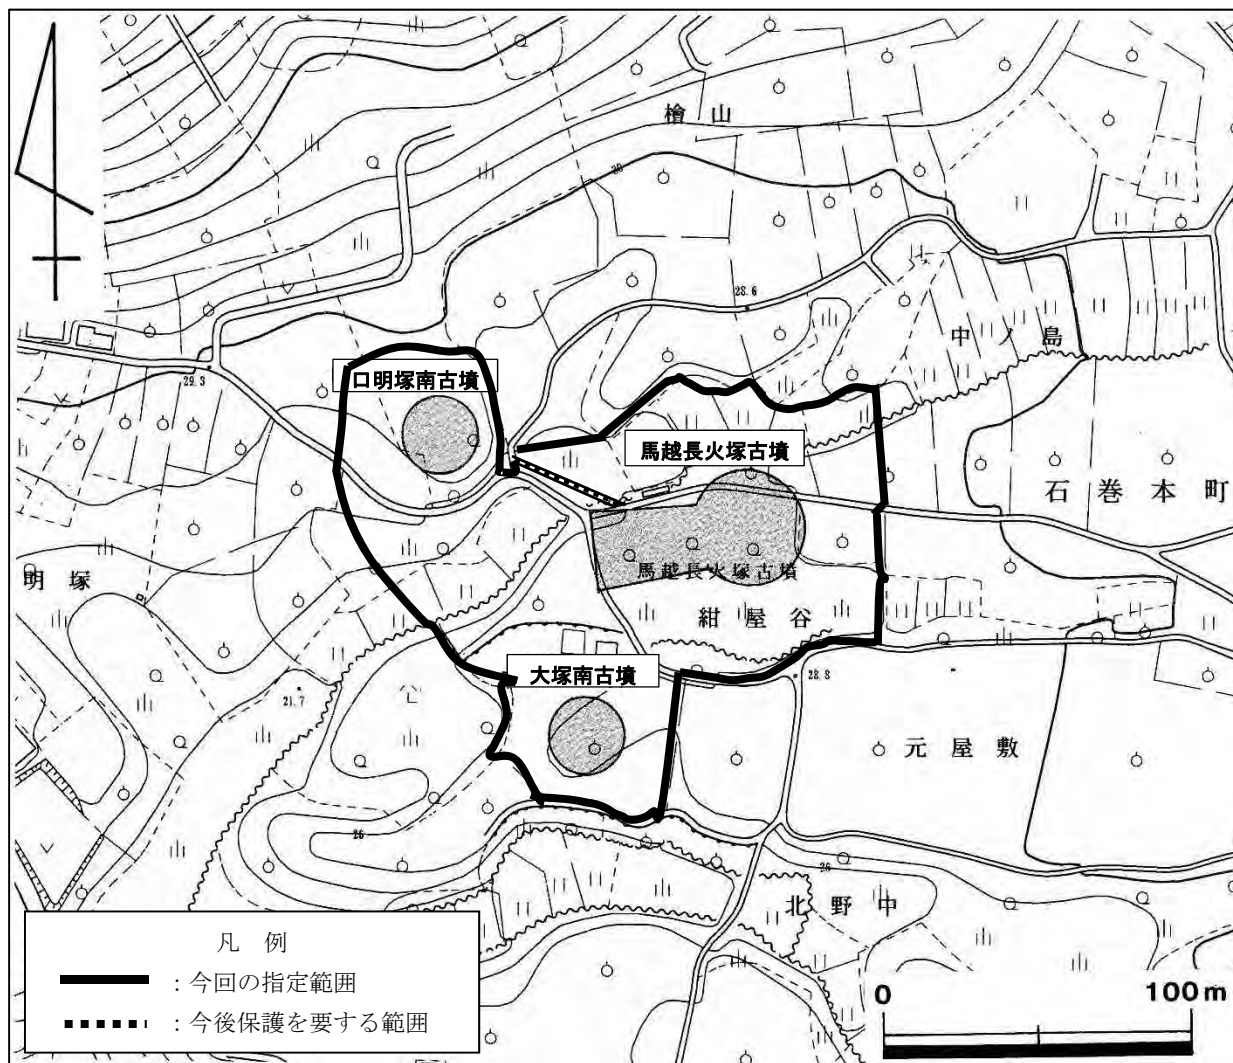 檜山
28
28.6
中ノ島
29.3
口明塚南古墳
馬越長火塚古墳
石巻本町
馬越長火塚古墳
明塚
紺屋谷
大塚南古墳
28.8
21.7
元屋敷
26
26
北野中
凡 例
:今回の指定範囲
:今後保護を要する範囲
0 100m